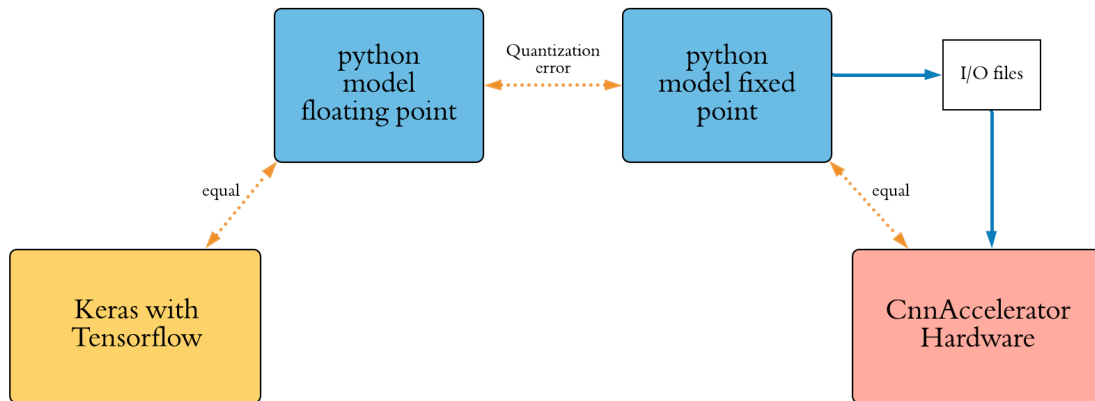 python
model
floating point
Quantization
error
python
model fixed
point
I/O files
equal
equal
Keras with
Tensorflow
CnnAccelerator
Hardware